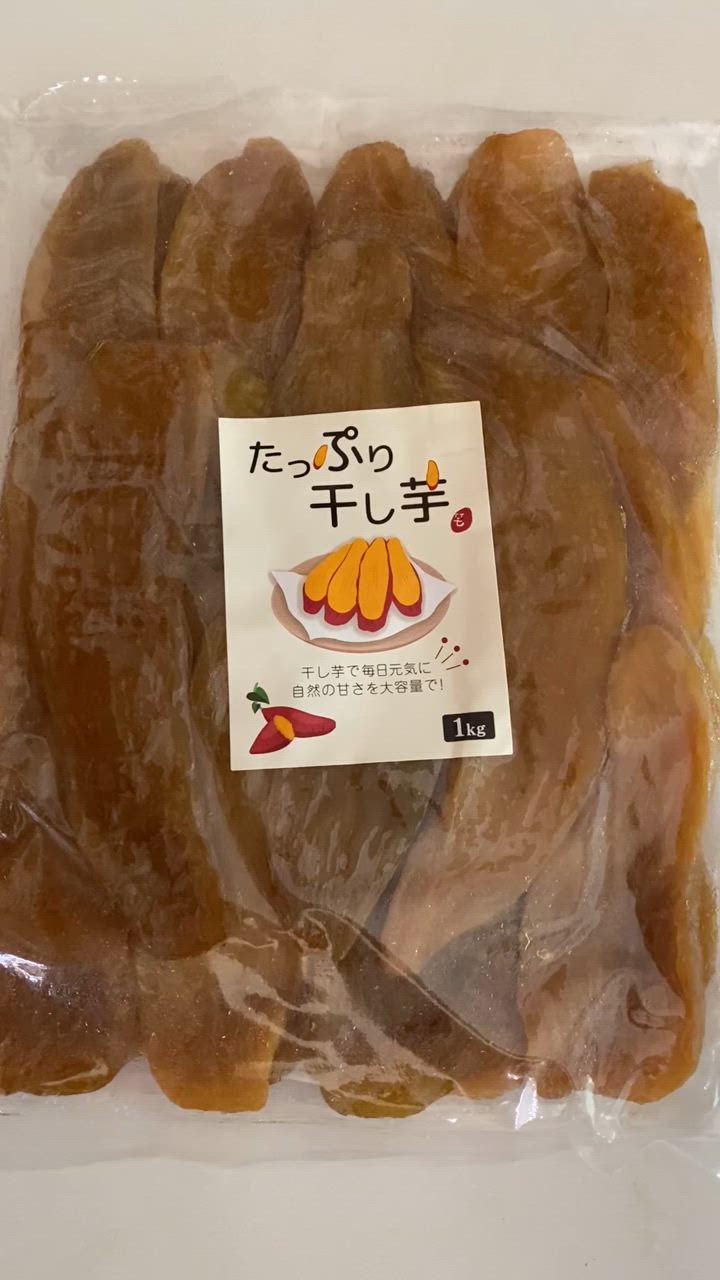 たっぷり
干し芋
干し芋で毎日元気に
自然の甘さを大容量で!
1kg